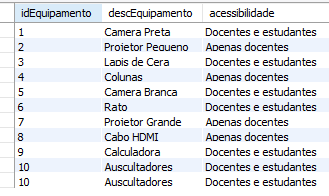 idEquipamento descEquipamento acessibilidade
1 Camera Preta Docentes e estudantes
2 Projetor Pequeno Apenas docentes
3 Lapis de Cera Docentes e estudantes
4 Colunas Apenas docentes
5 Camera Branca Docentes e estudantes
6 Rato Docentes e estudantes
7 Projetor Grande Apenas docentes
8 Cabo HDMI Apenas docentes
9 Calculadora Docentes e estudantes
10 Auscultadores Docentes e estudantes
10 Auscultadores Docentes e estudantes